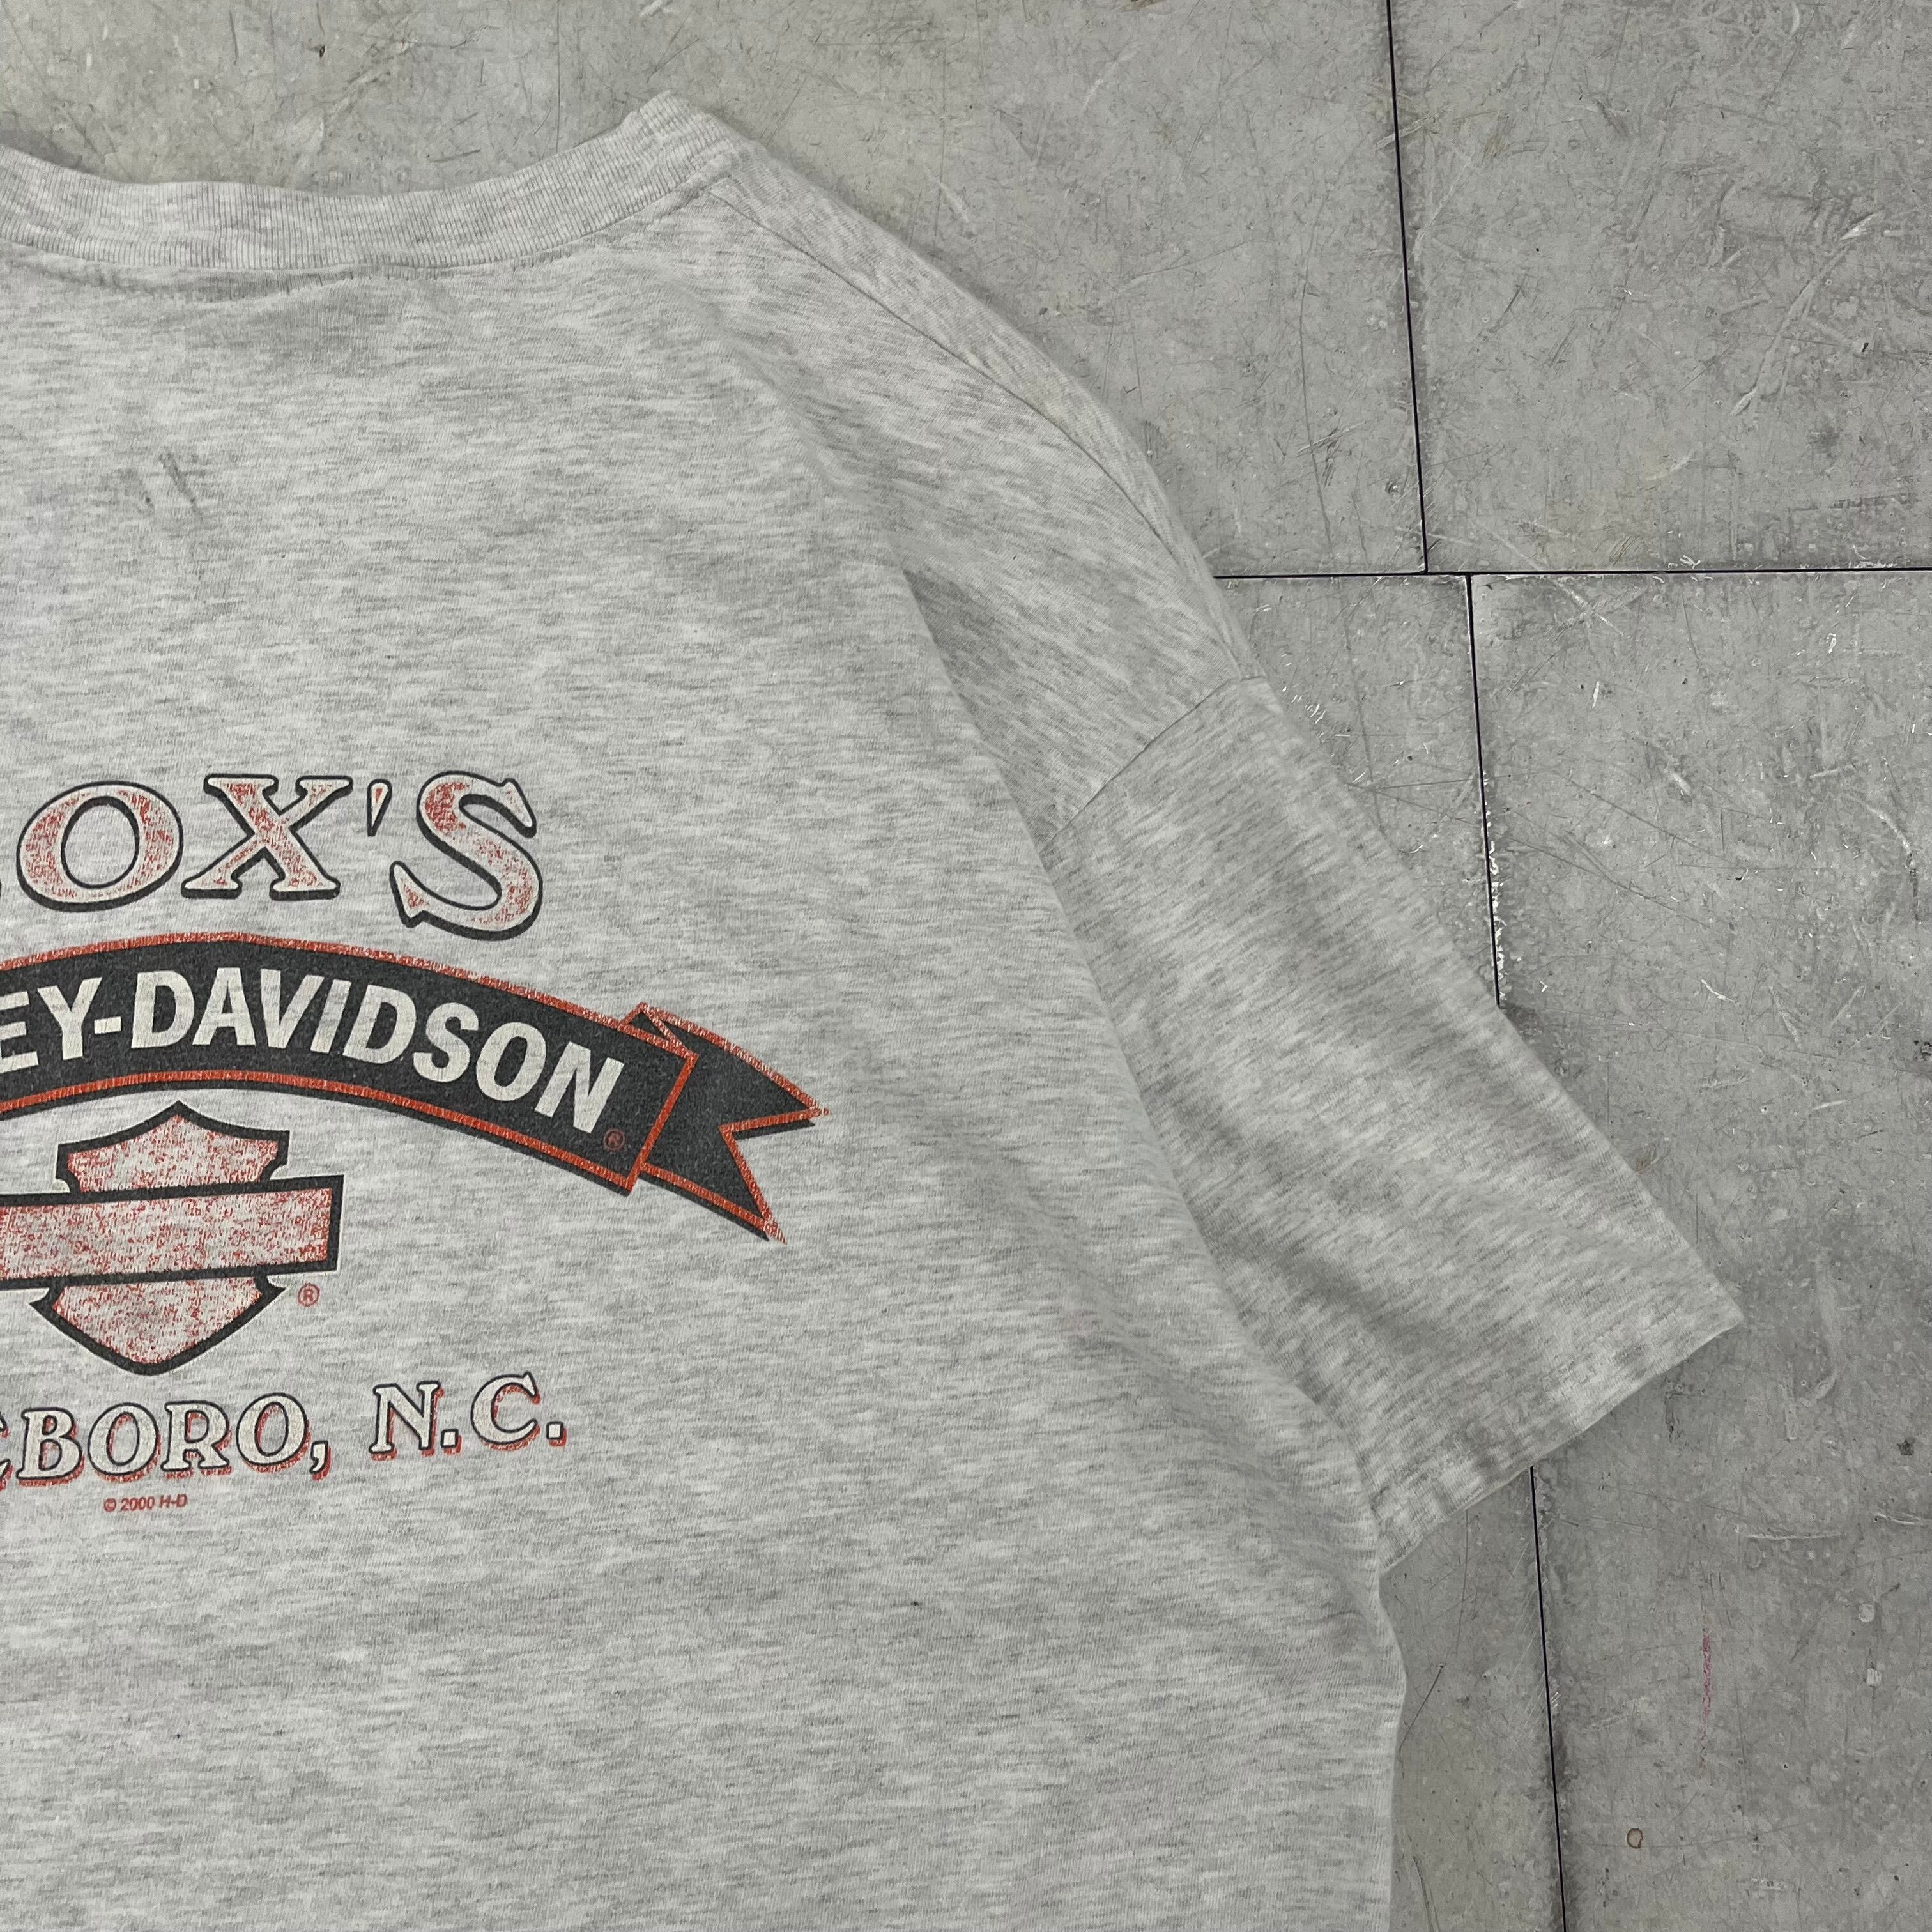 OX'S
EY-DAVIDSON®
®
BORO, N.C.
© 2000 H-D